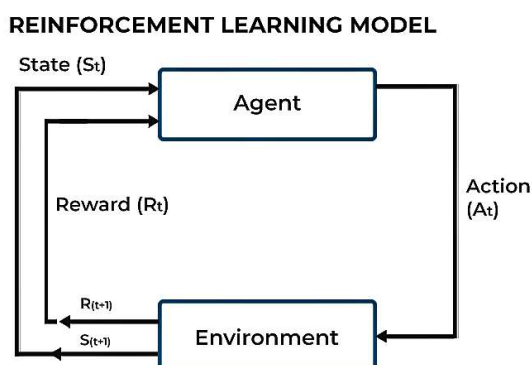 REINFORCEMENT LEARNING MODEL
State (St)
Agent
Reward (Rt)
Action
(At)
R(t+1)
S(t+1)
Environment